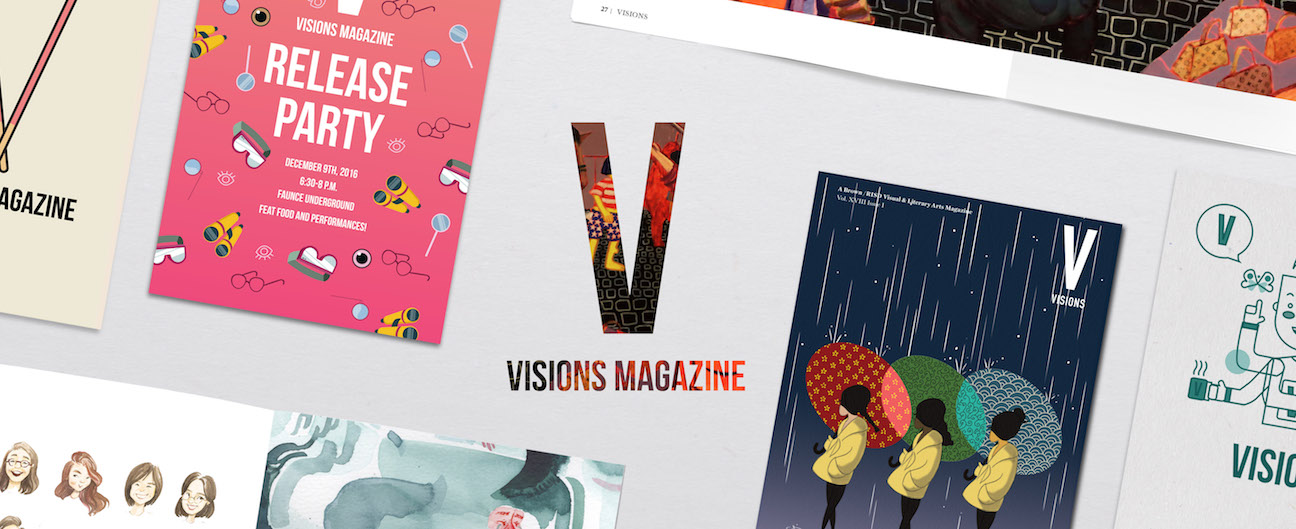 27 | VISIONS
AGAZINE
V
VISIONS MAGAZINE
RELEASE
PARTY
DECEMBER 9TH, 2016
6:30-8 P.M.
FAUNCE UNDERGROUND
FEAT FOOD AND PERFORMANCES!
V
VISIONS MAGAZINE
A Brown/RISD Visual & Literary Arts Magazine
Vol. XVIII Issue 1
V
VISIONS
V
V
VISIO